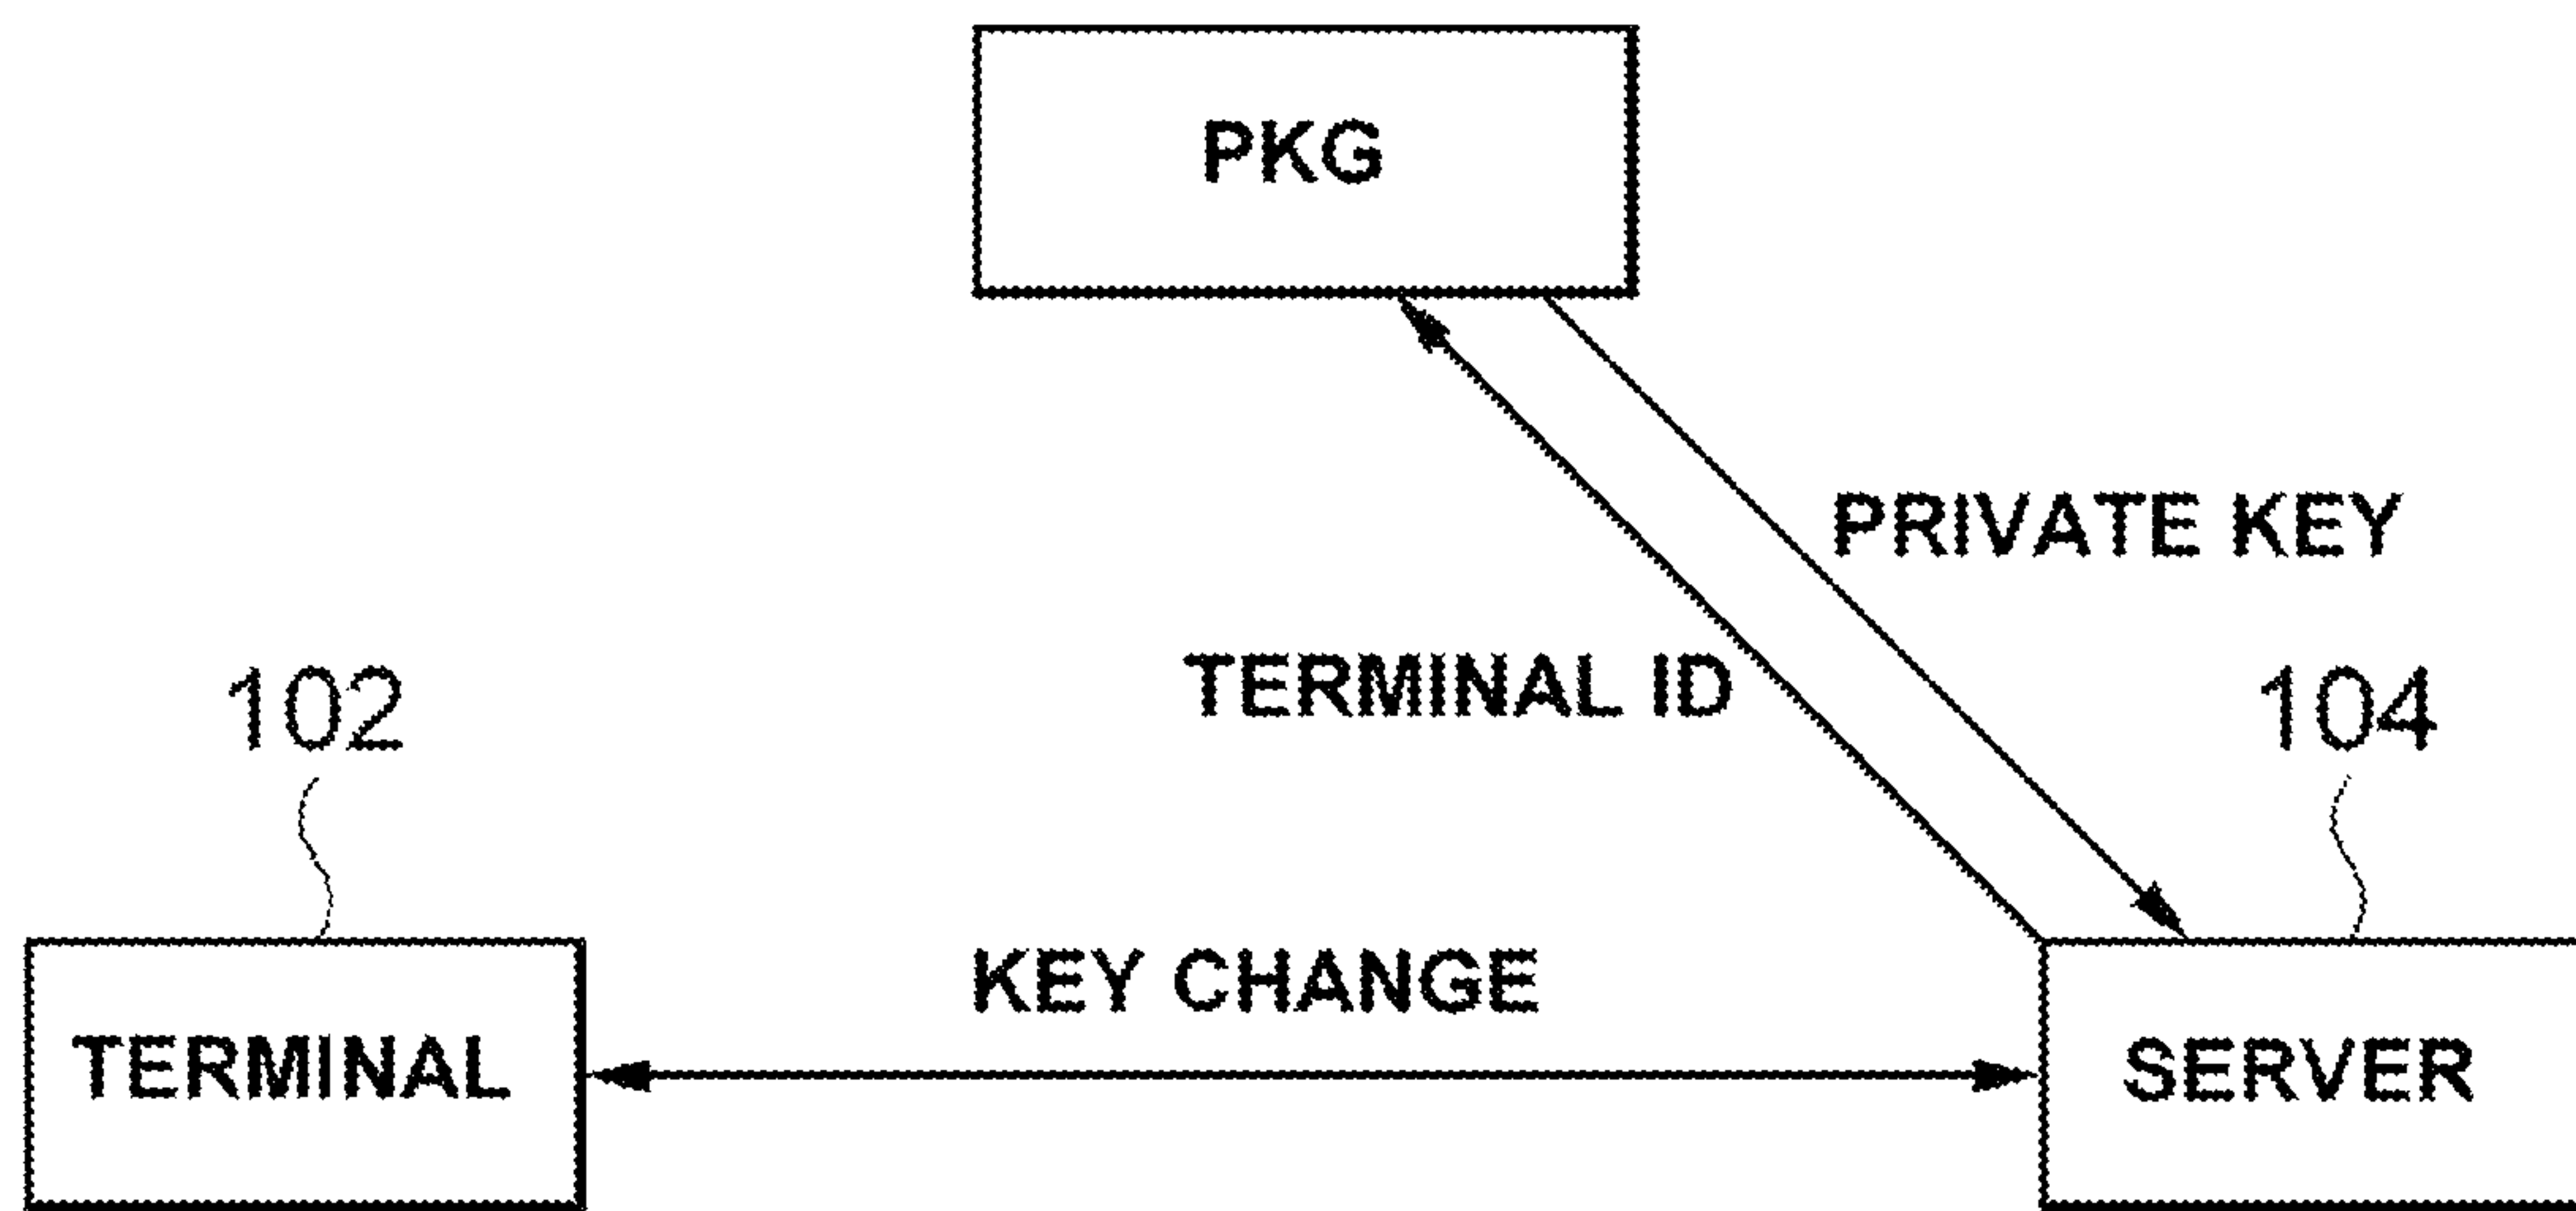 PKG
PRIVATE KEY
TERMINAL ID
102
104
KEY CHANGE
TERMINAL
SERVER